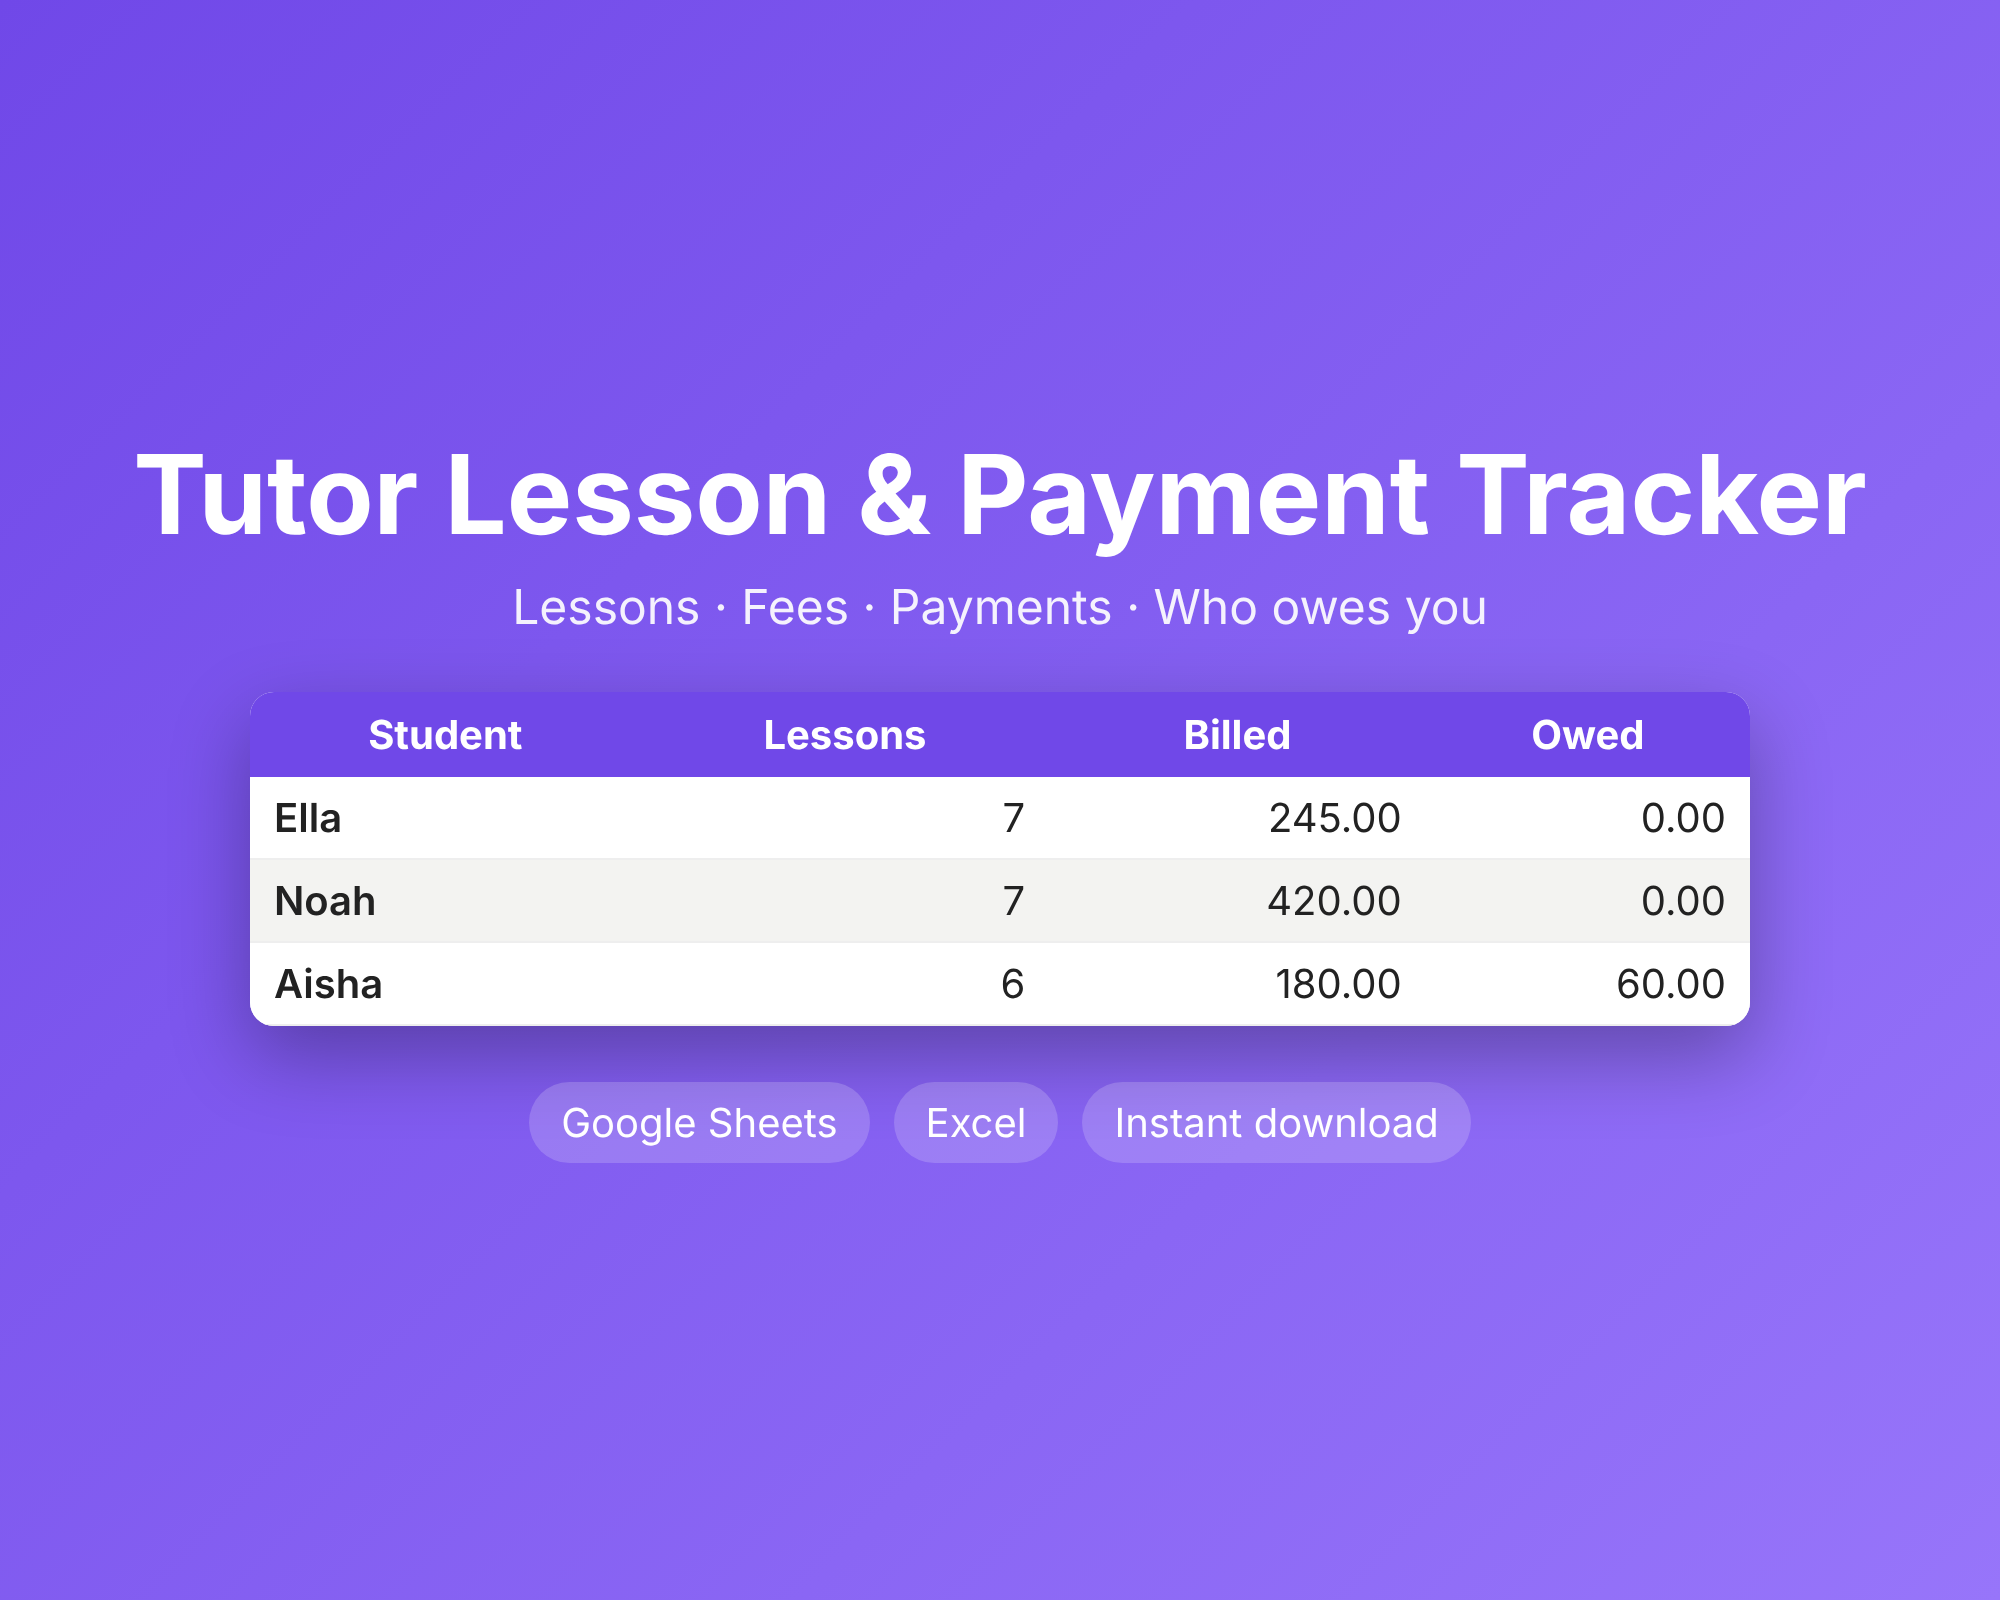 Tutor Lesson & Payment Tracker
Lessons · Fees · Payments · Who owes you
Student Lessons Billed Owed
Ella 7 245.00 0.00
Noah 7 420.00 0.00
Aisha 6 180.00 60.00
Google Sheets Excel Instant download